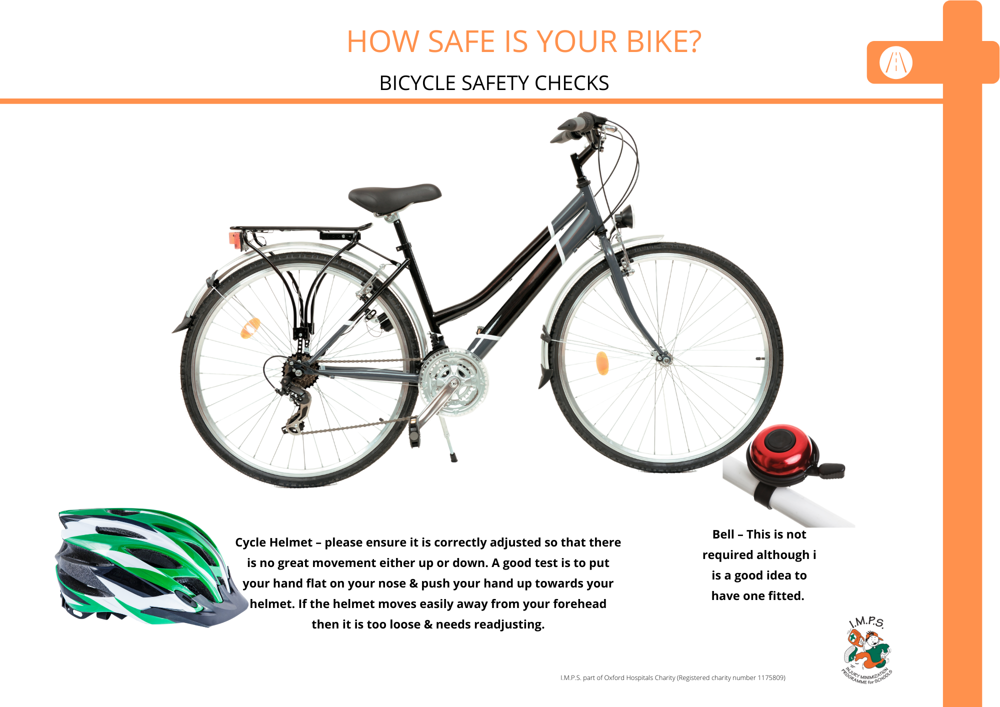 HOW SAFE IS YOUR BIKE?
BICYCLE SAFETY CHECKS
Cycle Helmet – please ensure it is correctly adjusted so that there
is no great movement either up or down. A good test is to put
your hand flat on your nose & push your hand up towards your
helmet. If the helmet moves easily away from your forehead
then it is too loose & needs readjusting.
Bell – This is not
required although i
is a good idea to
have one fitted.
I.M.P.S.
INJURY MINIMIZATION
PROGRAMME for SCHOOLS
I.M.P.S. part of Oxford Hospitals Charity (Registered charity number 1175809)